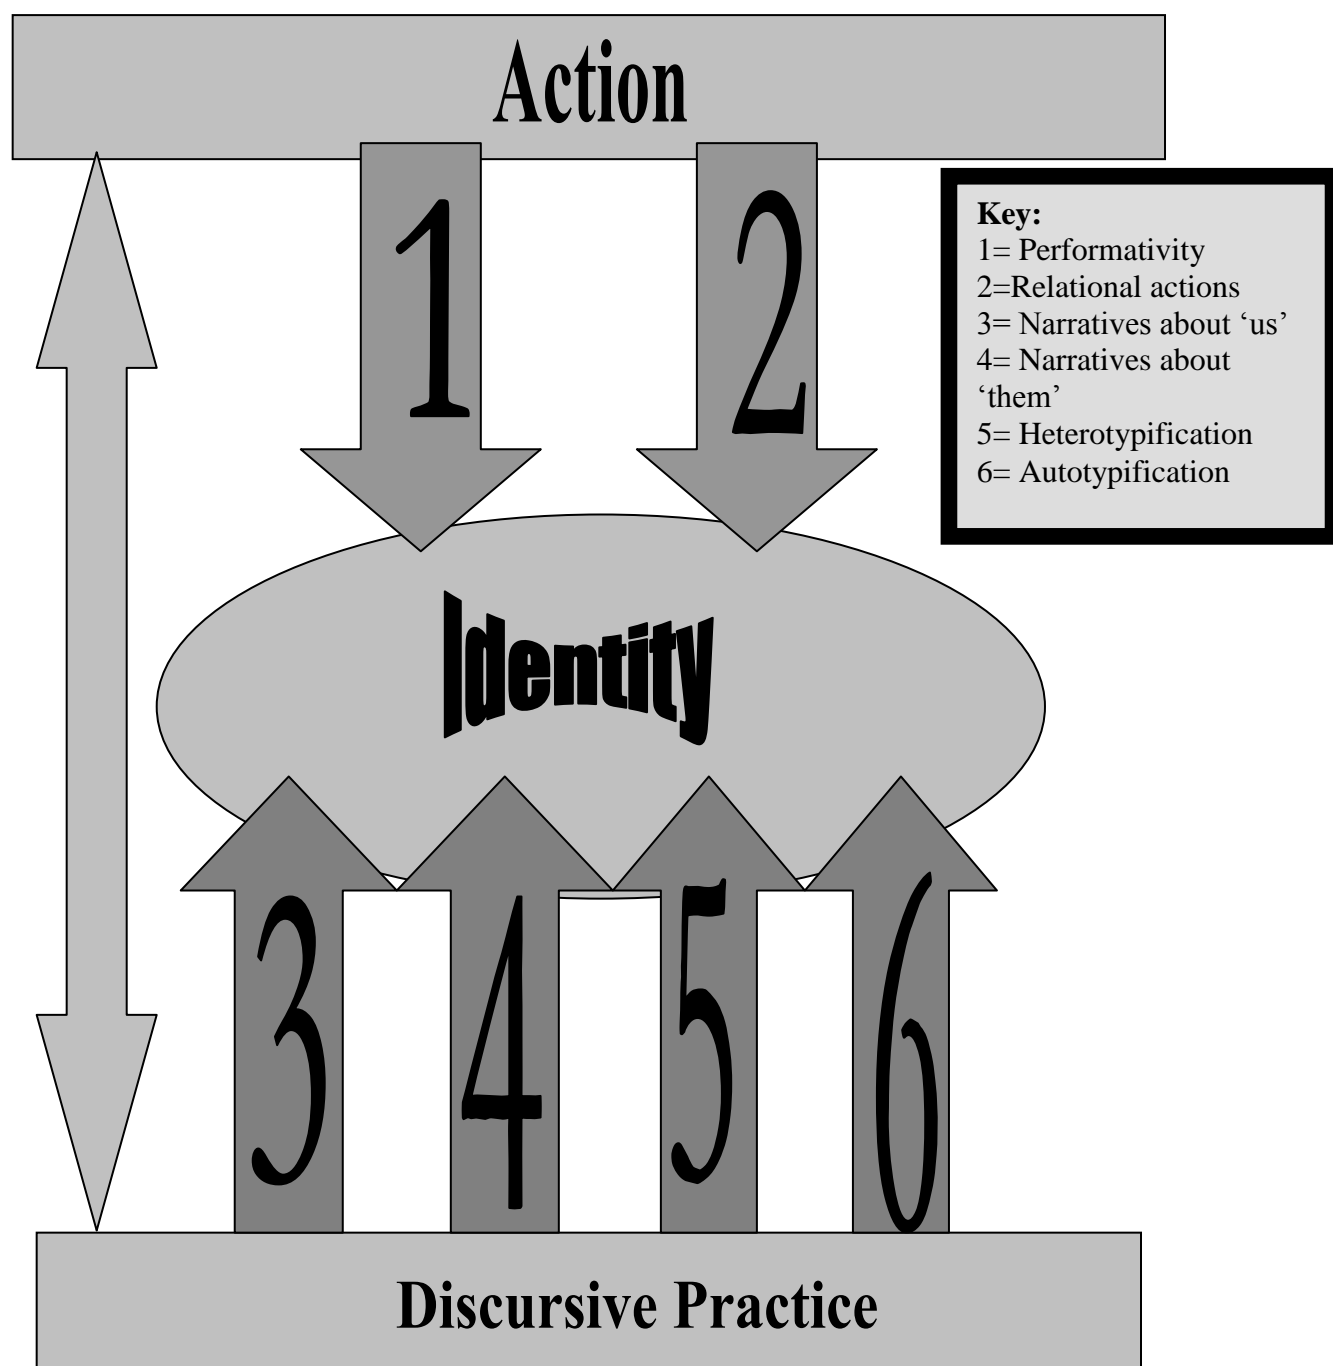 Action
1 2
Key:
1= Performativity
2=Relational actions
3= Narratives about ‘us’
4= Narratives about
‘them’
5= Heterotypification
6= Autotypification
Identity
3 4 5 6
Discursive Practice